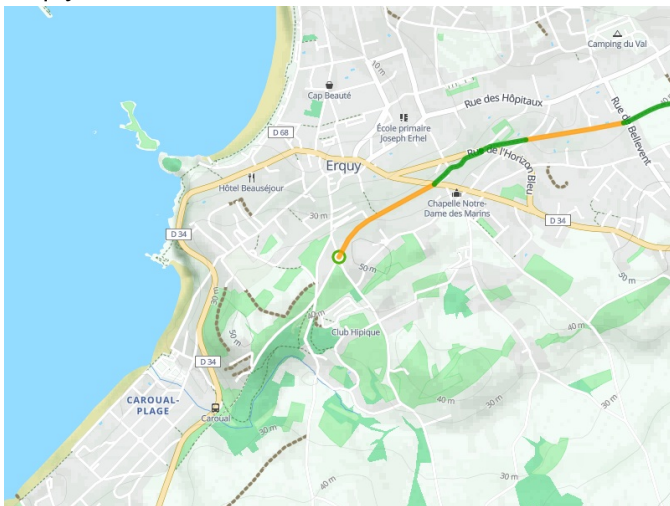 Camping du Val
10 m
Cap Beauté
Rue des Hôpitaux
Rue de Bellevent
École primaire
Joseph Erhel
D 68
Rue de l'Horizon
Bleu
Erquy
Hôtel Beauséjour
Chapelle Notre-
Dame des Marins
30 m
D 34
D 34
50 m
50 m
30 m
40 m
50 m
Club Hipique
40 m
D 34
CAROUAL-
PLAGE
Caroual
40 m
40 m
30 m
30 m
30 m